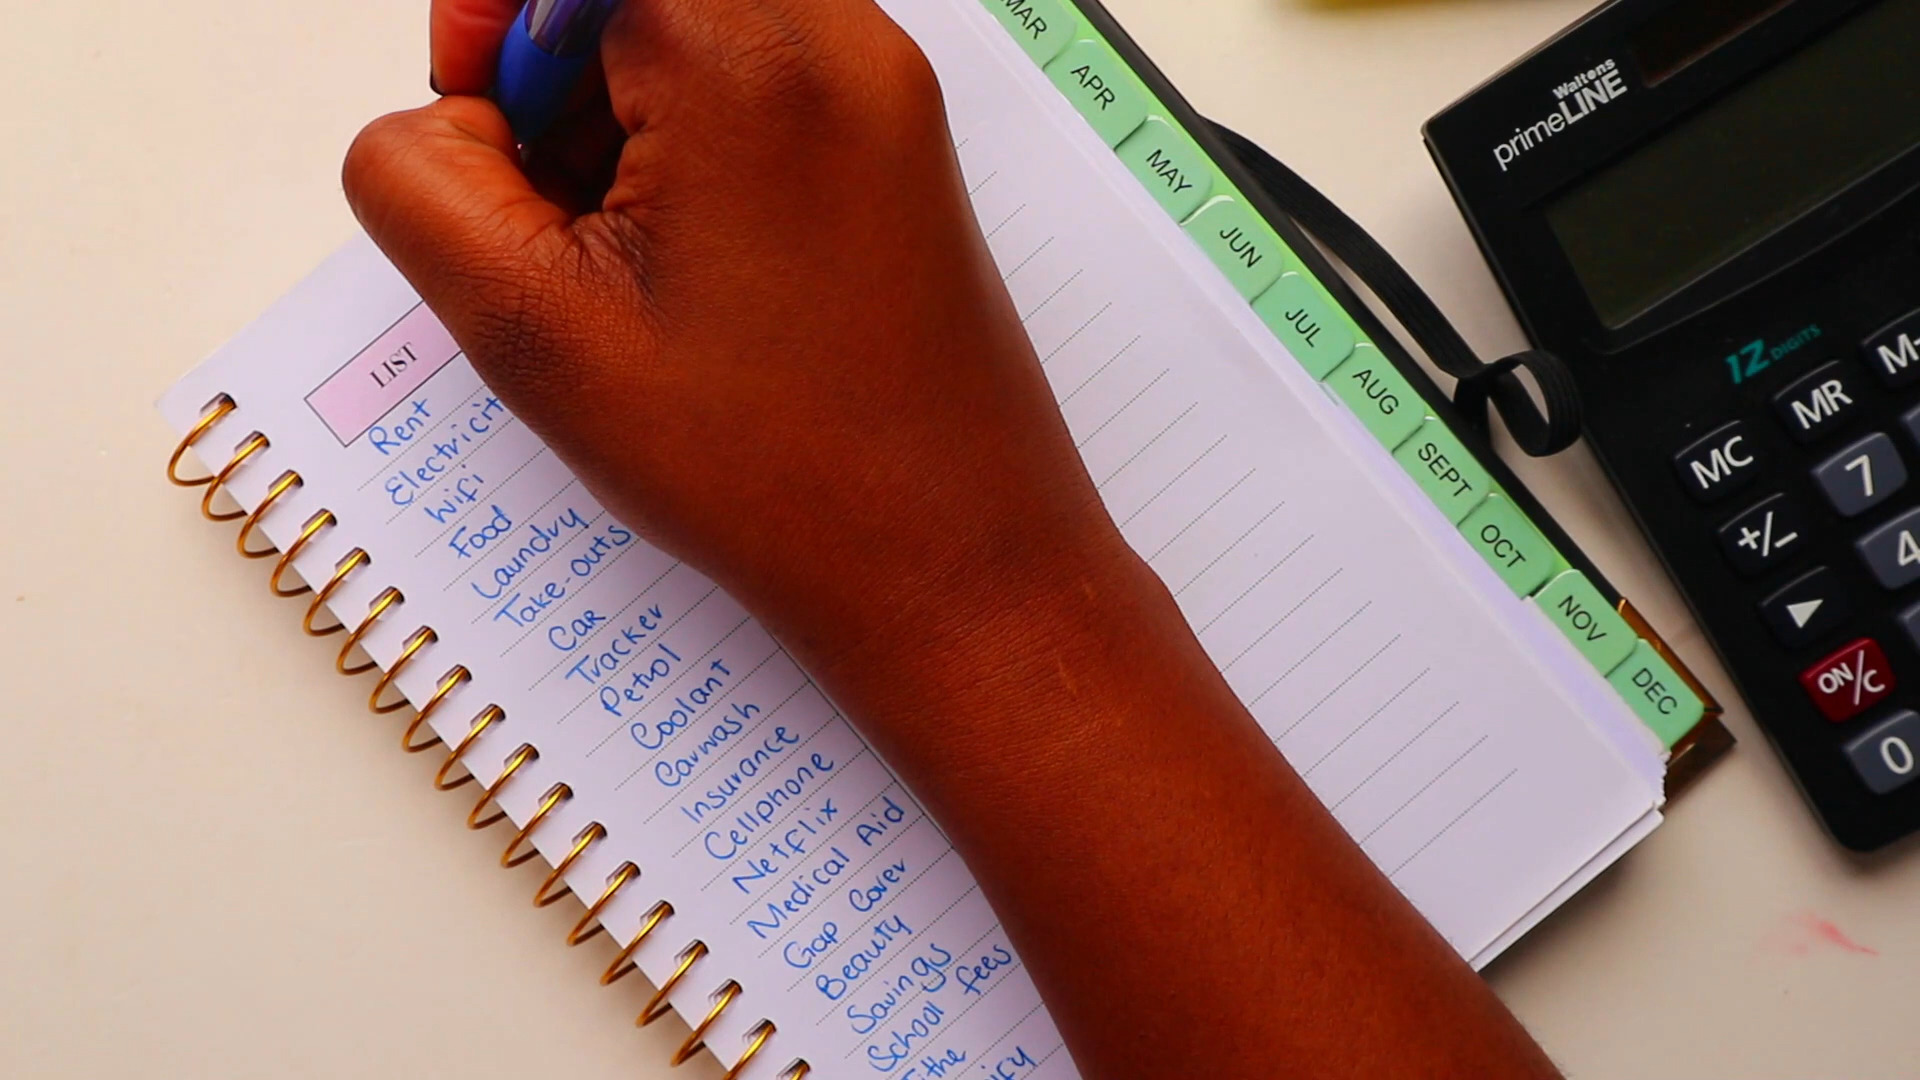 LIST
Rent
Electricit
Wifi
Food
Laundry
Take-outs
Car
Tracker
Petrol
Coolant
Carwash
Insurance
Cellphone
Netflix
Medical Aid
Gap Cover
Beauty
Savings
School fees
MAR
APR
MAY
JUN
JUL
AUG
SEPT
OCT
NOV
DEC
Waltons
primeLINE
12 DIGITS
MC MR M-
+/- 7
▶ 4
ON/C
0